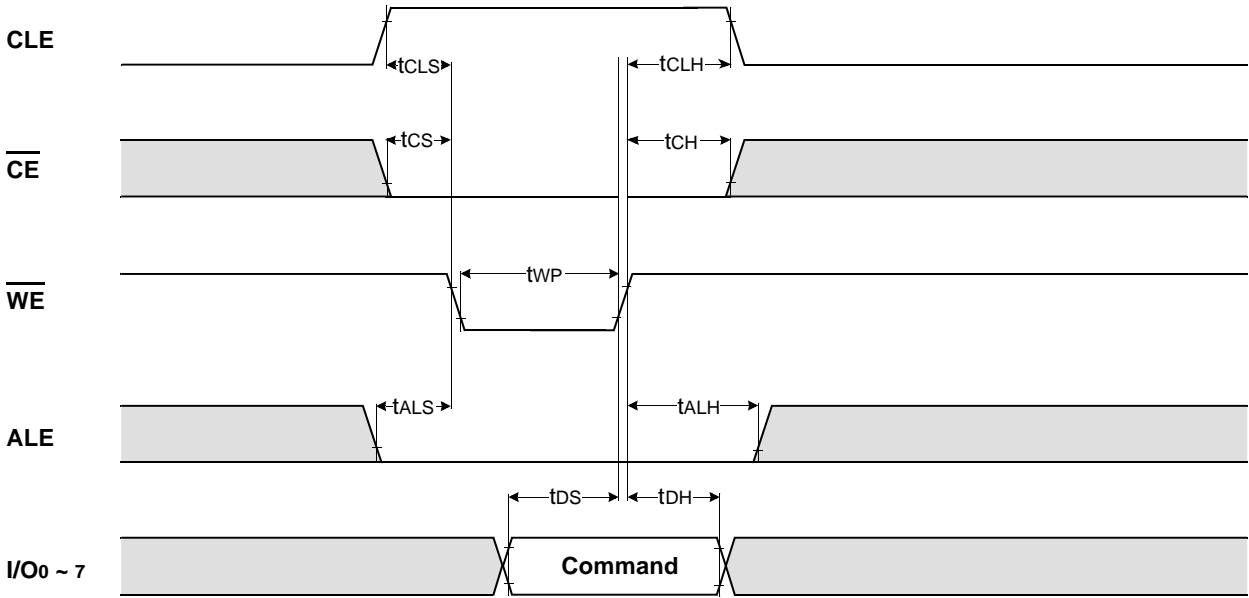 CLE
tCLS
tCLH
CE
tCS
tCH
WE
tWP
ALE
tALS
tALH
tDS
tDH
I/O0 ~ 7
Command